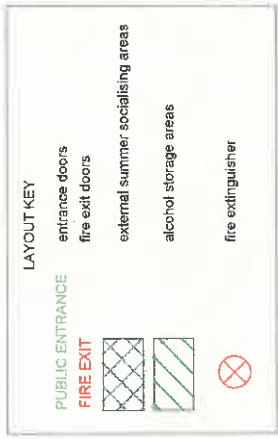 LAYOUT KEY
PUBLIC ENTRANCE entrance doors
FIRE EXIT fire exit doors
external summer socialising areas
alcohol storage areas
fire extinguisher